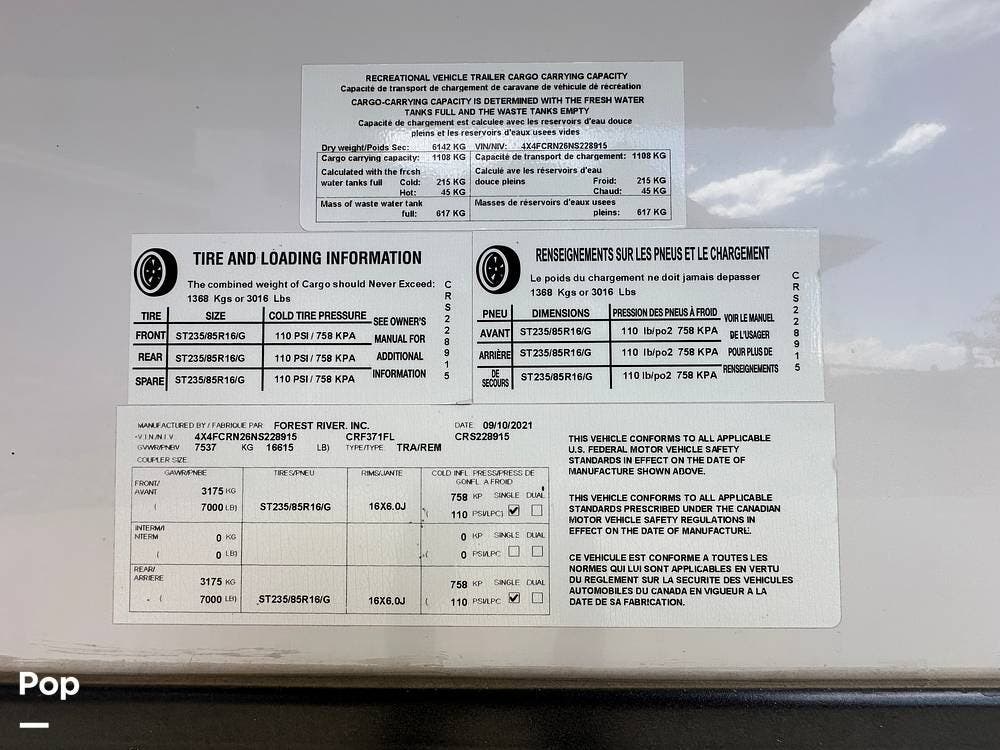 RECREATIONAL VEHICLE TRAILER CARGO CARRYING CAPACITY
Capacité de transport de chargement de caravane de véhicule de récréation
CARGO-CARRYING CAPACITY IS DETERMINED WITH THE FRESH WATER
TANKS FULL AND THE WASTE TANKS EMPTY
Capacité de chargement est calculee avec les reservoirs d'eau douce
pleins et les reservoirs d'eaux usees vides
Dry weight/Poids Sec: 6142 KG VIN/NIV: 4X4FCRN26NS228915
Cargo carrying capacity: 1108 KG Capacité de transport de chargement: 1108 KG
Calculated with the fresh Calculé ave les réservoirs d'eau
water tanks full Cold: 215 KG douce pleins Froid: 215 KG
Hot: 45 KG Chaud: 45 KG
Mass of waste water tank Masses de réservoirs d'eaux usees
full: 617 KG pleins: 617 KG
TIRE AND LOADING INFORMATION
The combined weight of Cargo should Never Exceed:
1368 Kgs or 3016 Lbs
TIRE SIZE COLD TIRE PRESSURE
FRONT ST235/85R16/G 110 PSI / 758 KPA
REAR ST235/85R16/G 110 PSI / 758 KPA
SPARE ST235/85R16/G 110 PSI / 758 KPA
SEE OWNER'S
MANUAL FOR
ADDITIONAL
INFORMATION
CRS228915
RENSEIGNEMENTS SUR LES PNEUS ET LE CHARGEMENT
Le poids du chargement ne doit jamais depasser
1368 Kgs or 3016 Lbs
PNEU DIMENSIONS PRESSION DES PNEUS À FROID
AVANT ST235/85R16/G 110 lb/po2 758 KPA
ARRIÈRE ST235/85R16/G 110 lb/po2 758 KPA
DE
SECOURS ST235/85R16/G 110 lb/po2 758 KPA
VOIR LE MANUEL
DE L'USAGER
POUR PLUS DE
RENSEIGNEMENTS
CRS228915
MANUFACTURED BY / FABRIQUE PAR FOREST RIVER, INC. DATE 09/10/2021
V.I.N./N.I.V 4X4FCRN26NS228915 CRF371FL CRS228915
GVWR/PNBV 7537 KG 16615 LB) TYPE/TYPE: TRA/REM
COUPLER SIZE
GAWR/PNBE TIRES/PNEU RIMS/JANTE COLD INFL. PRESS/PRESS DE
GONFL. A FROID
FRONT/
AVANT 3175 KG 758 KP SINGLE DUAL
( 7000 LB) ST235/85R16/G 16X6.0J ( 110 PSI/LPC)
INTERM/I
NTERM 0 KG 0 KP SINGLE DUAL
( 0 LB) ( 0 PSI/LPC
REAR/
ARRIERE 3175 KG 758 KP SINGLE DUAL
( 7000 LB) ST235/85R16/G 16X6.0J ( 110 PSI/LPC
THIS VEHICLE CONFORMS TO ALL APPLICABLE
U.S. FEDERAL MOTOR VEHICLE SAFETY
STANDARDS IN EFFECT ON THE DATE OF
MANUFACTURE SHOWN ABOVE.
THIS VEHICLE CONFORMS TO ALL APPLICABLE
STANDARDS PRESCRIBED UNDER THE CANADIAN
MOTOR VEHICLE SAFETY REGULATIONS IN
EFFECT ON THE DATE OF MANUFACTURE.
CE VEHICULE EST CONFORME A TOUTES LES
NORMES QUI LUI SONT APPLICABLES EN VERTU
DU REGLEMENT SUR LA SECURITE DES VEHICULES
AUTOMOBILES DU CANADA EN VIGUEUR A LA
DATE DE SA FABRICATION.
Pop